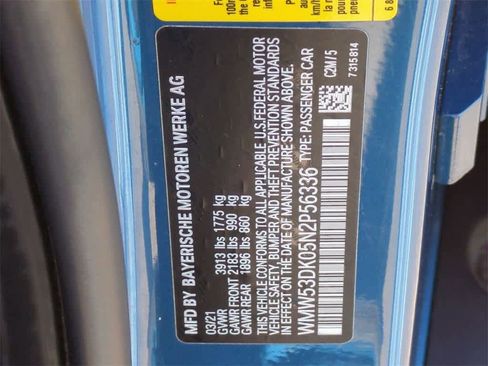 MFD BY BAYERISCHE MOTOREN WERKE AG
03/21
GVWR 3913 lbs 1775 kg
GAWR FRONT 2183 lbs 990 kg
GAWR REAR 1896 lbs 860 kg
THIS VEHICLE CONFORMS TO ALL APPLICABLE U.S.FEDERAL MOTOR
VEHICLE SAFETY, BUMPER AND THEFT PREVENTION STANDARDS
IN EFFECT ON THE DATE OF MANUFACTURE SHOWN ABOVE.
WMW53DK05N2P56336 TYPE: PASSENGER CAR
C2M/5
7315814